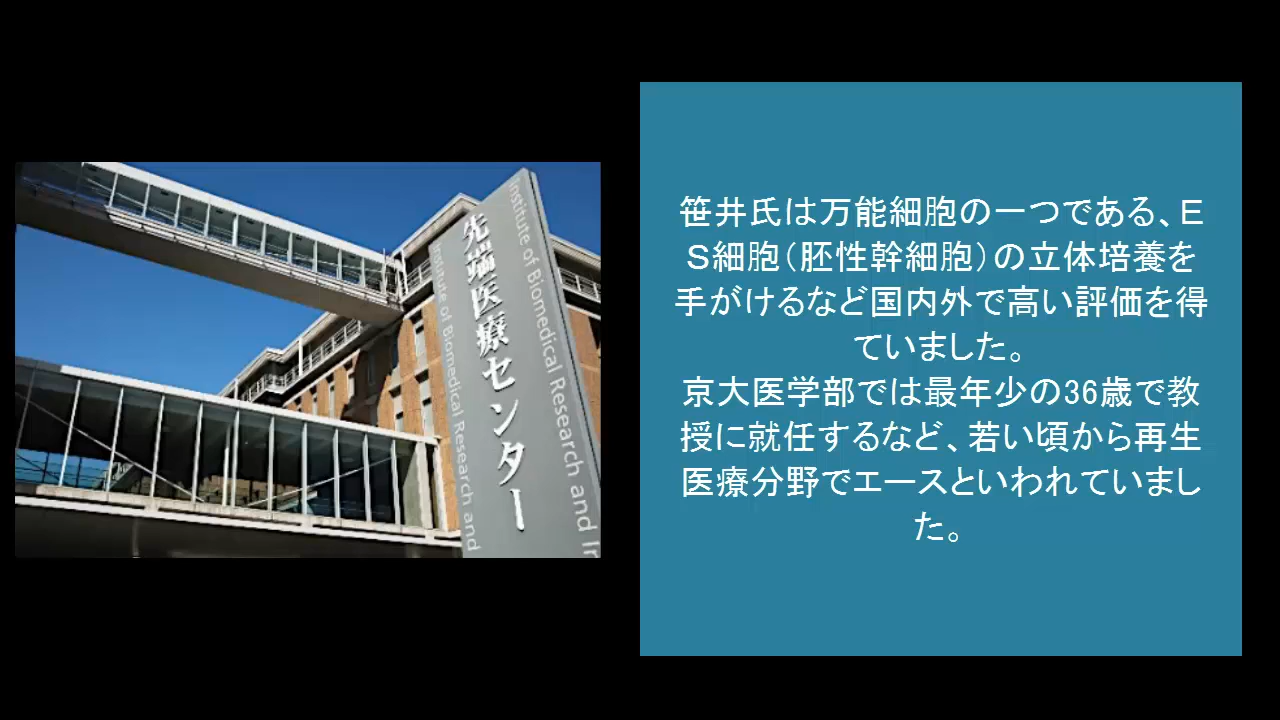 先端医療センター
Institute of Biomedical Research and
Institute of Biomedical Research and
笹井氏は万能細胞の一つである、E
S細胞(胚性幹細胞)の立体培養を
手がけるなど国内外で高い評価を得
ていました。
京大医学部では最年少の36歳で教
授に就任するなど、若い頃から再生
医療分野でエースといわれていまし
た。